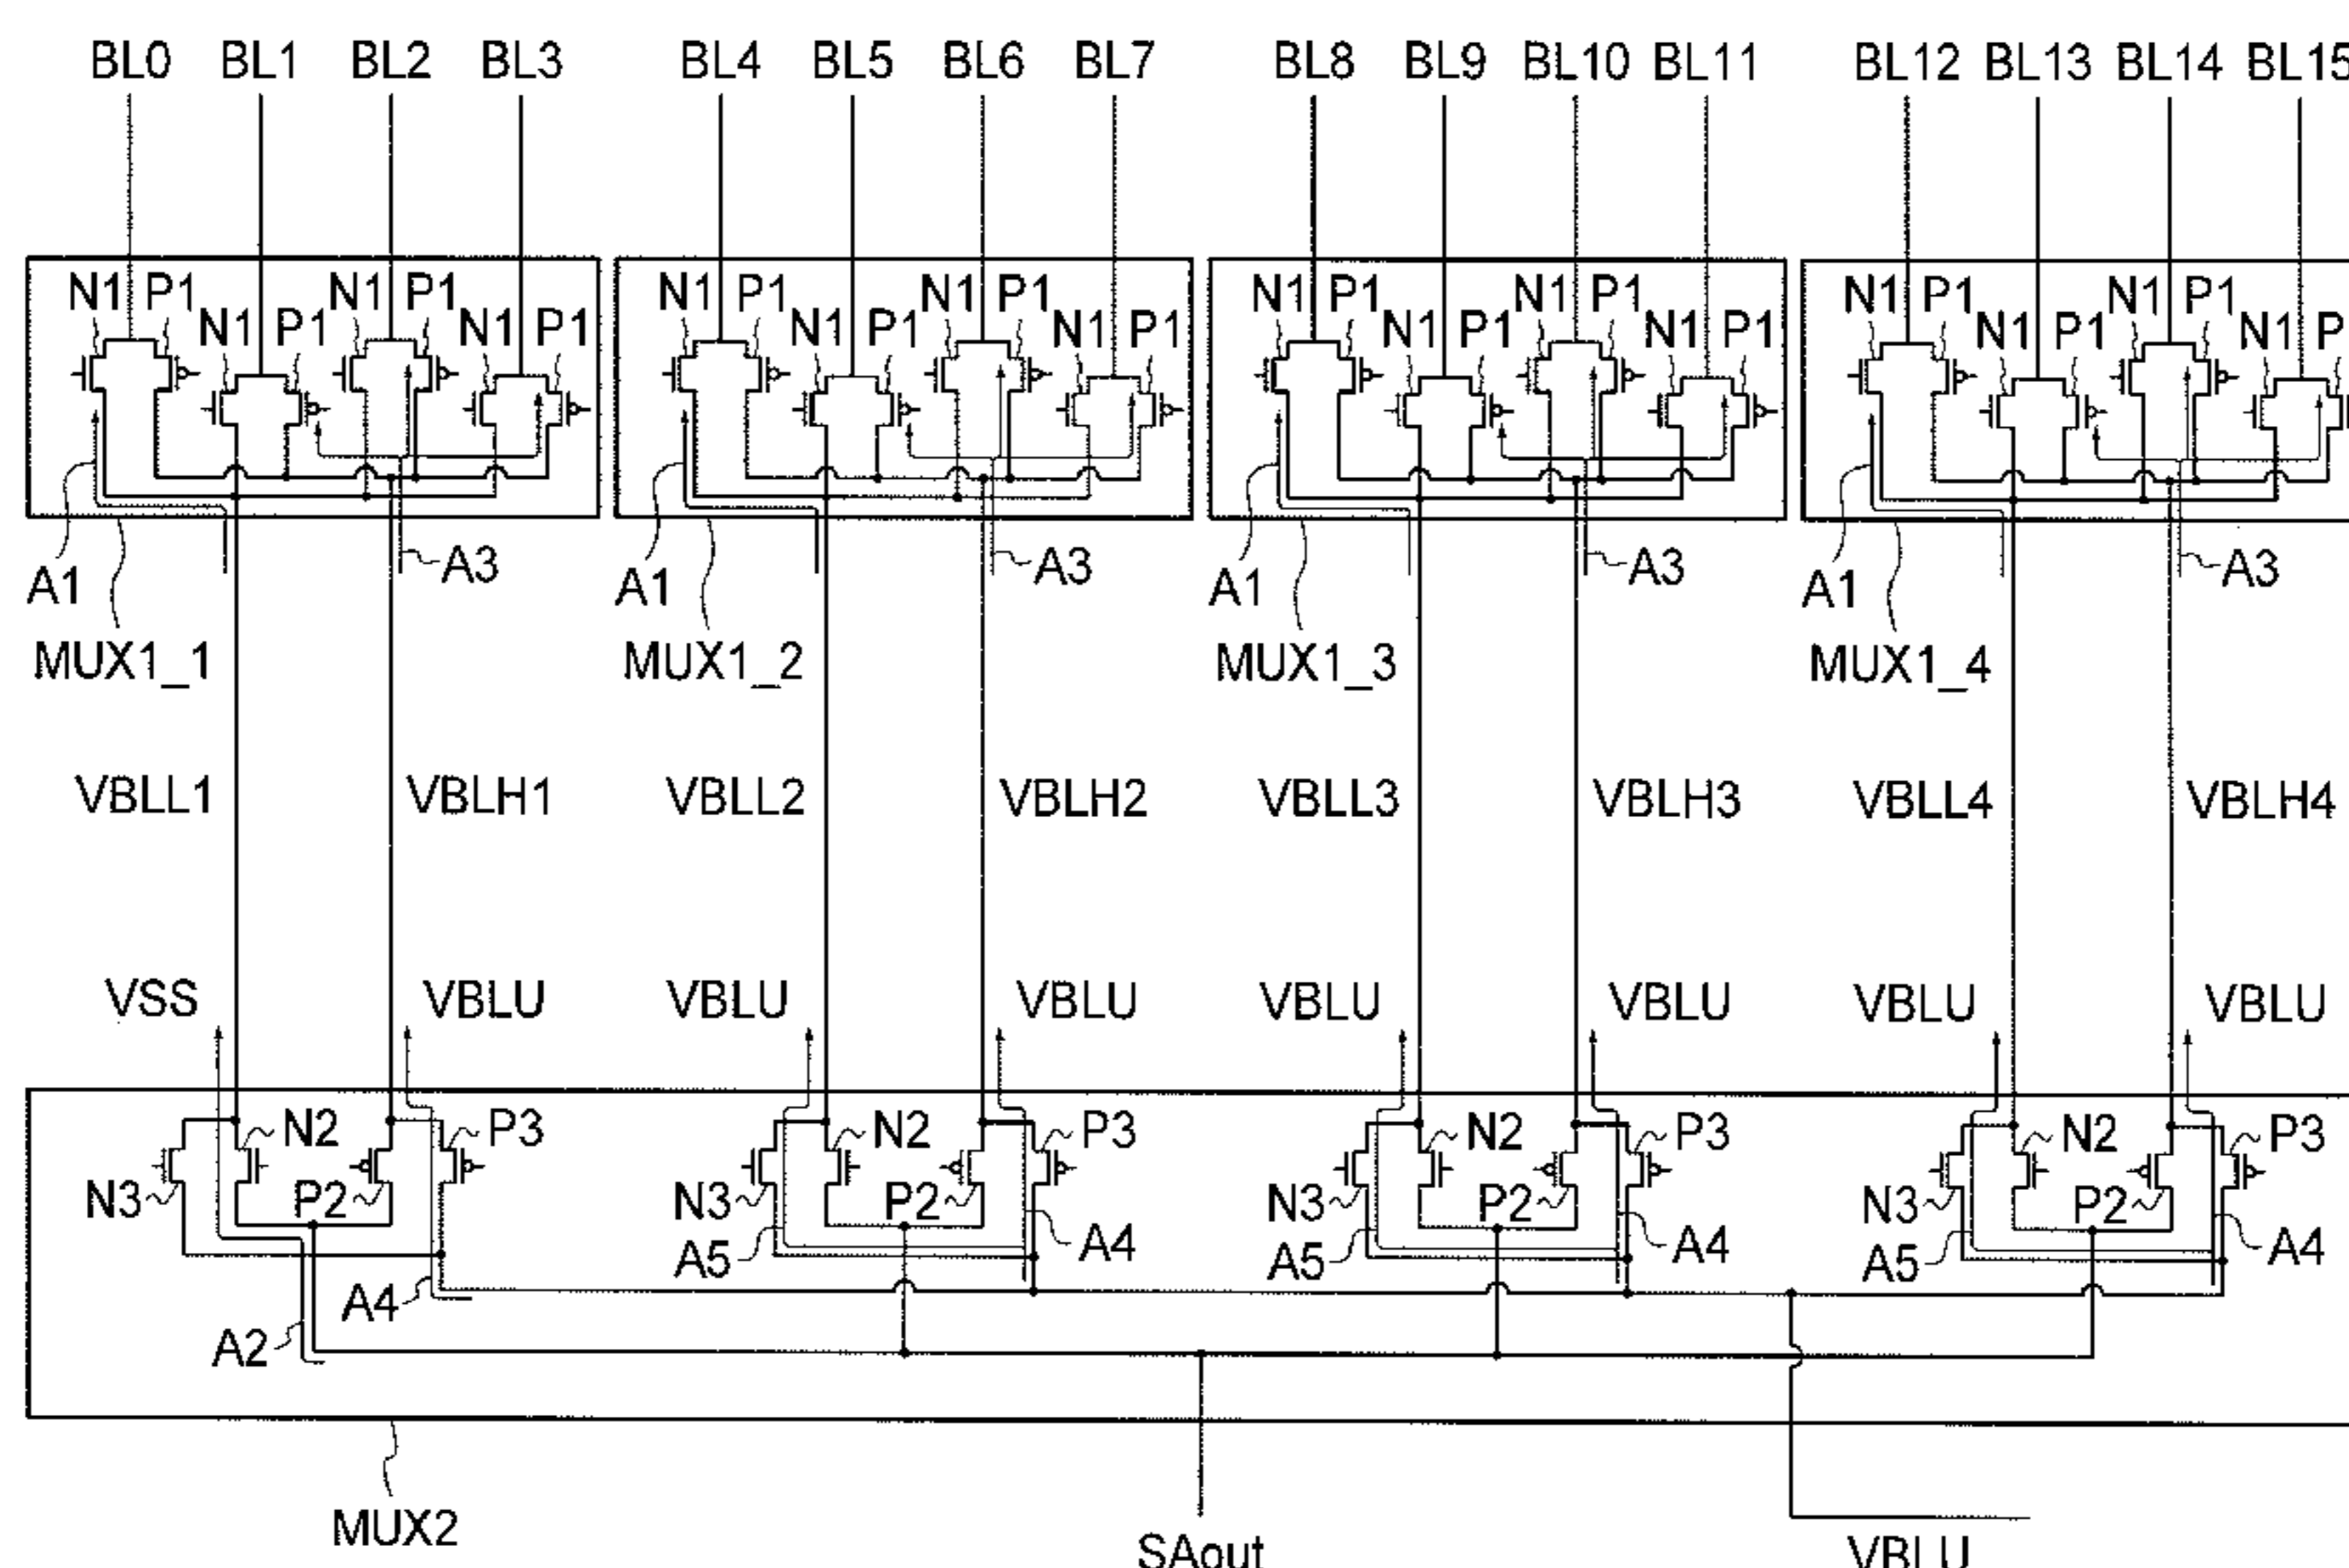 BL0 BL1 BL2 BL3 BL4 BL5 BL6 BL7 BL8 BL9 BL10 BL11 BL12 BL13 BL14 BL15
N1 P1 N1 P1 N1 P1 N1 P1 N1 P1 N1 P1 N1 P1 N1 P1
N1 P1 N1 P1 N1 P1 N1 P1 N1 P1 N1 P1 N1 P1 N1 P
A1 A3 A1 A3 A1 A3 A1 A3
MUX1_1 MUX1_2 MUX1_3 MUX1_4
VBLL1 VBLH1 VBLL2 VBLH2 VBLL3 VBLH3 VBLL4 VBLH4
VSS VBLU VBLU VBLU VBLU VBLU VBLU VBLU
N2 P3 N2 P3 N2 P3 N2 P3
N3 P2 N3 P2 N3 P2 N3 P2
A5 A4 A5 A4 A5 A4
A4
A2
MUX2
SAout VBLU